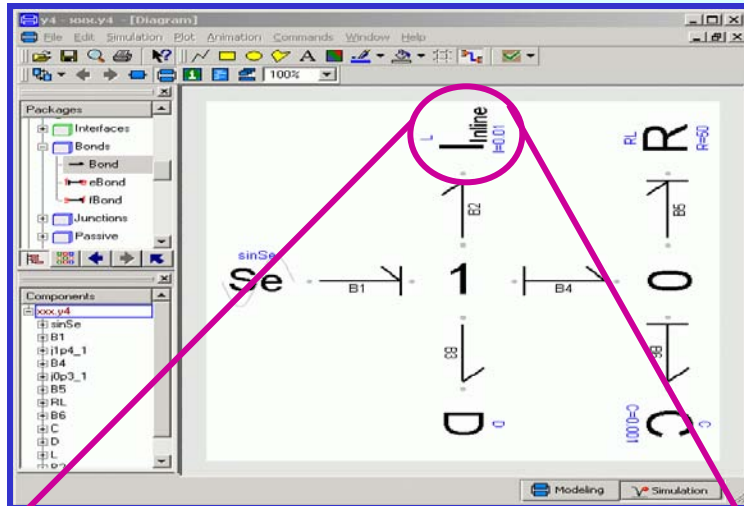 y4 - xxx.y4 - [Diagram]
File Edit Simulation Plot Animation Commands Window Help
100%
Packages
Interfaces
Bonds
Bond
eBond
fBond
Junctions
Passive
Components
xxx.y4
sinSe
B1
j1p4_1
B4
j0p3_1
B5
RL
B6
C
D
L
L
I Inline
I=0.01
RL
R
R=50
B2
B5
sinSe
Se
B1
1
B4
0
B3
B6
D
D
C=0.001
C
C
Modeling
Simulation